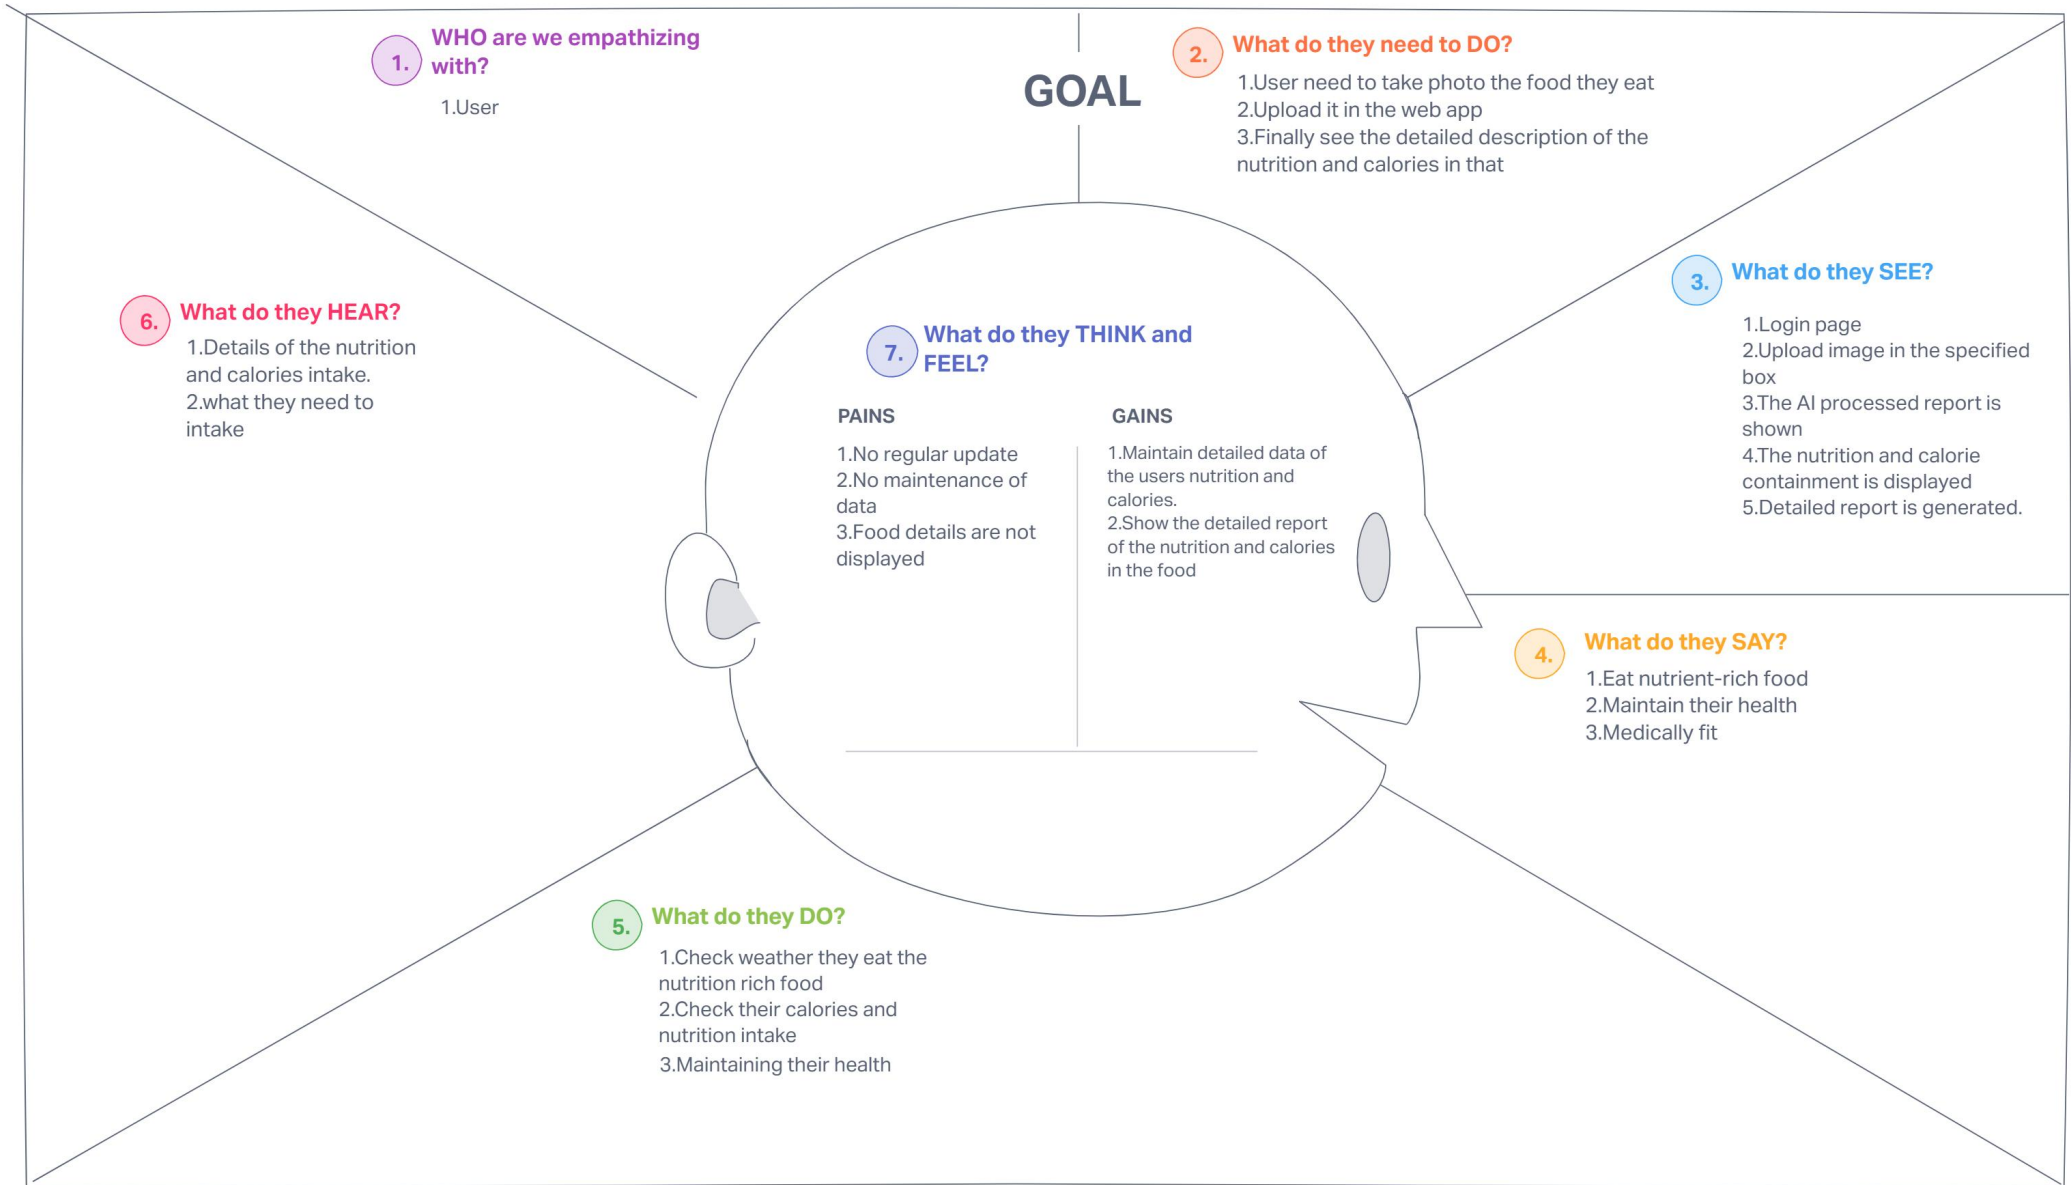 1.
WHO are we empathizing
with?
1.User
GOAL
2.
What do they need to DO?
1.User need to take photo the food they eat
2.Upload it in the web app
3.Finally see the detailed description of the
nutrition and calories in that
3.
What do they SEE?
1.Login page
2.Upload image in the specified
box
3.The AI processed report is
shown
4.The nutrition and calorie
containment is displayed
5.Detailed report is generated.
4.
What do they SAY?
1.Eat nutrient-rich food
2.Maintain their health
3.Medically fit
5.
What do they DO?
1.Check weather they eat the
nutrition rich food
2.Check their calories and
nutrition intake
3.Maintaining their health
6.
What do they HEAR?
1.Details of the nutrition
and calories intake.
2.what they need to
intake
7.
What do they THINK and
FEEL?
PAINS
1.No regular update
2.No maintenance of
data
3.Food details are not
displayed
GAINS
1.Maintain detailed data of
the users nutrition and
calories.
2.Show the detailed report
of the nutrition and calories
in the food